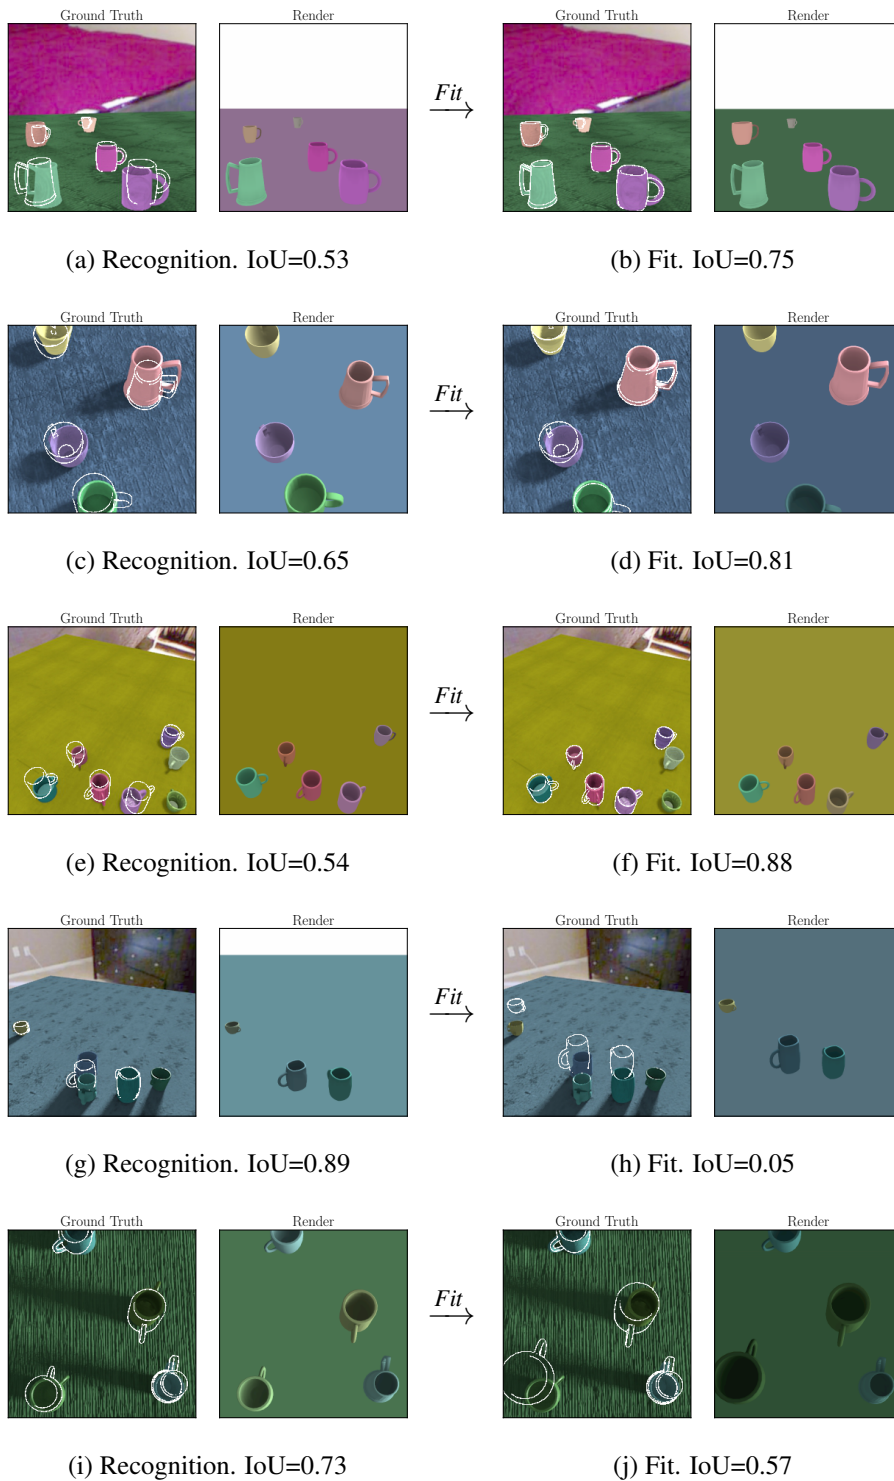 Ground Truth Render Ground Truth Render
Fit
(a) Recognition. IoU=0.53 (b) Fit. IoU=0.75
Ground Truth Render Ground Truth Render
Fit
(c) Recognition. IoU=0.65 (d) Fit. IoU=0.81
Ground Truth Render Ground Truth Render
Fit
(e) Recognition. IoU=0.54 (f) Fit. IoU=0.88
Ground Truth Render Ground Truth Render
Fit
(g) Recognition. IoU=0.89 (h) Fit. IoU=0.05
Ground Truth Render Ground Truth Render
Fit
(i) Recognition. IoU=0.73 (j) Fit. IoU=0.57